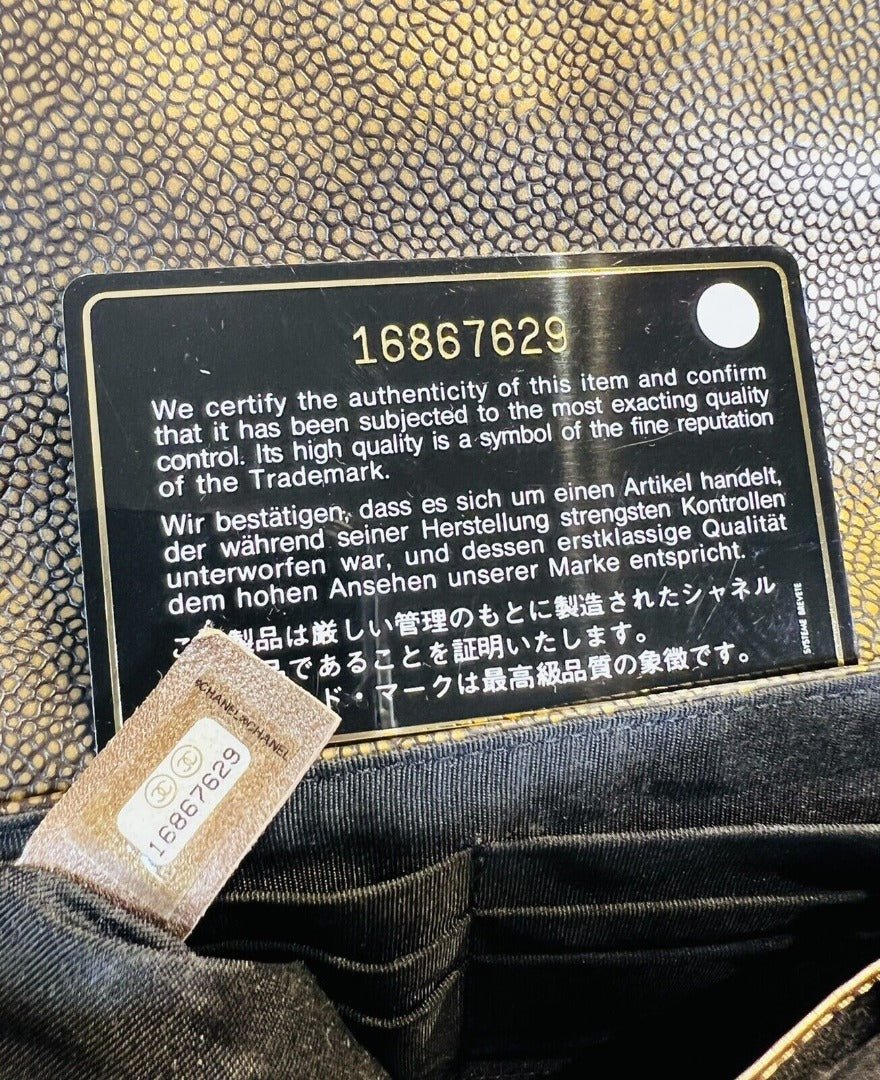 16867629
We certify the authenticity of this item and confirm
that it has been subjected to the most exacting quality
control. Its high quality is a symbol of the fine reputation
of the Trademark.
Wir bestätigen, dass es sich um einen Artikel handelt,
der während seiner Herstellung strengsten Kontrollen
unterworfen war, und dessen erstklassige Qualität
dem hohen Ansehen unserer Marke entspricht.
製品は厳しい管理のもとに製造されたシャネル
品であることを証明いたします。
ド・マークは最高級品質の象徴です。
SYSTEME BREVETE
CHANEL CHANEL
16867629